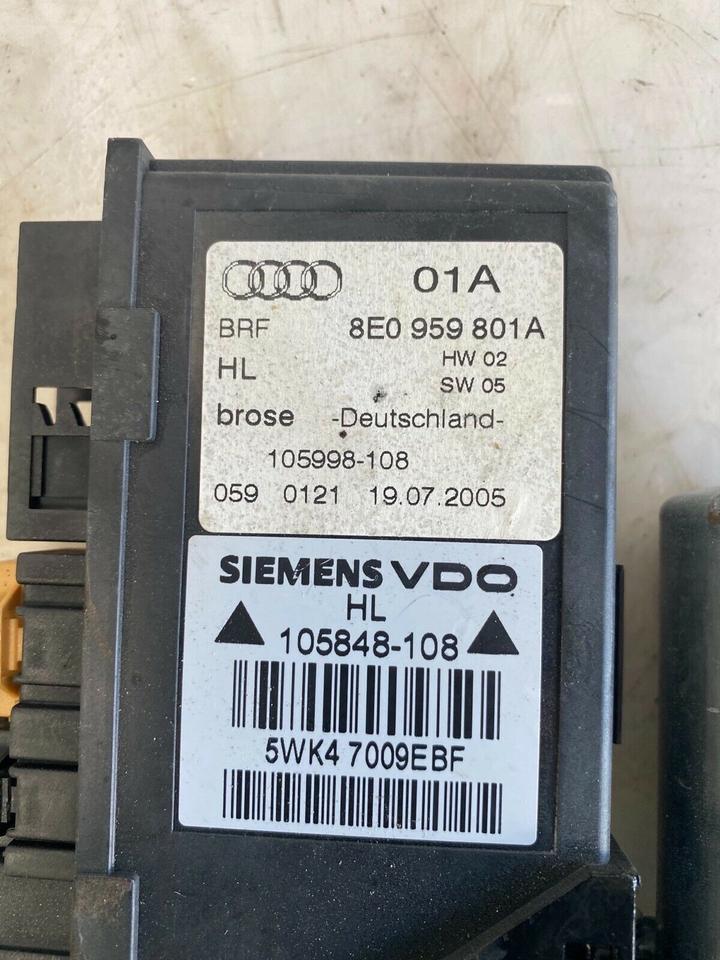 01A
BRF 8E0 959 801A
HL HW 02
SW 05
brose -Deutschland-
105998-108
059 0121 19.07.2005
SIEMENS VDO
HL
105848-108
5WK4 7009EBF